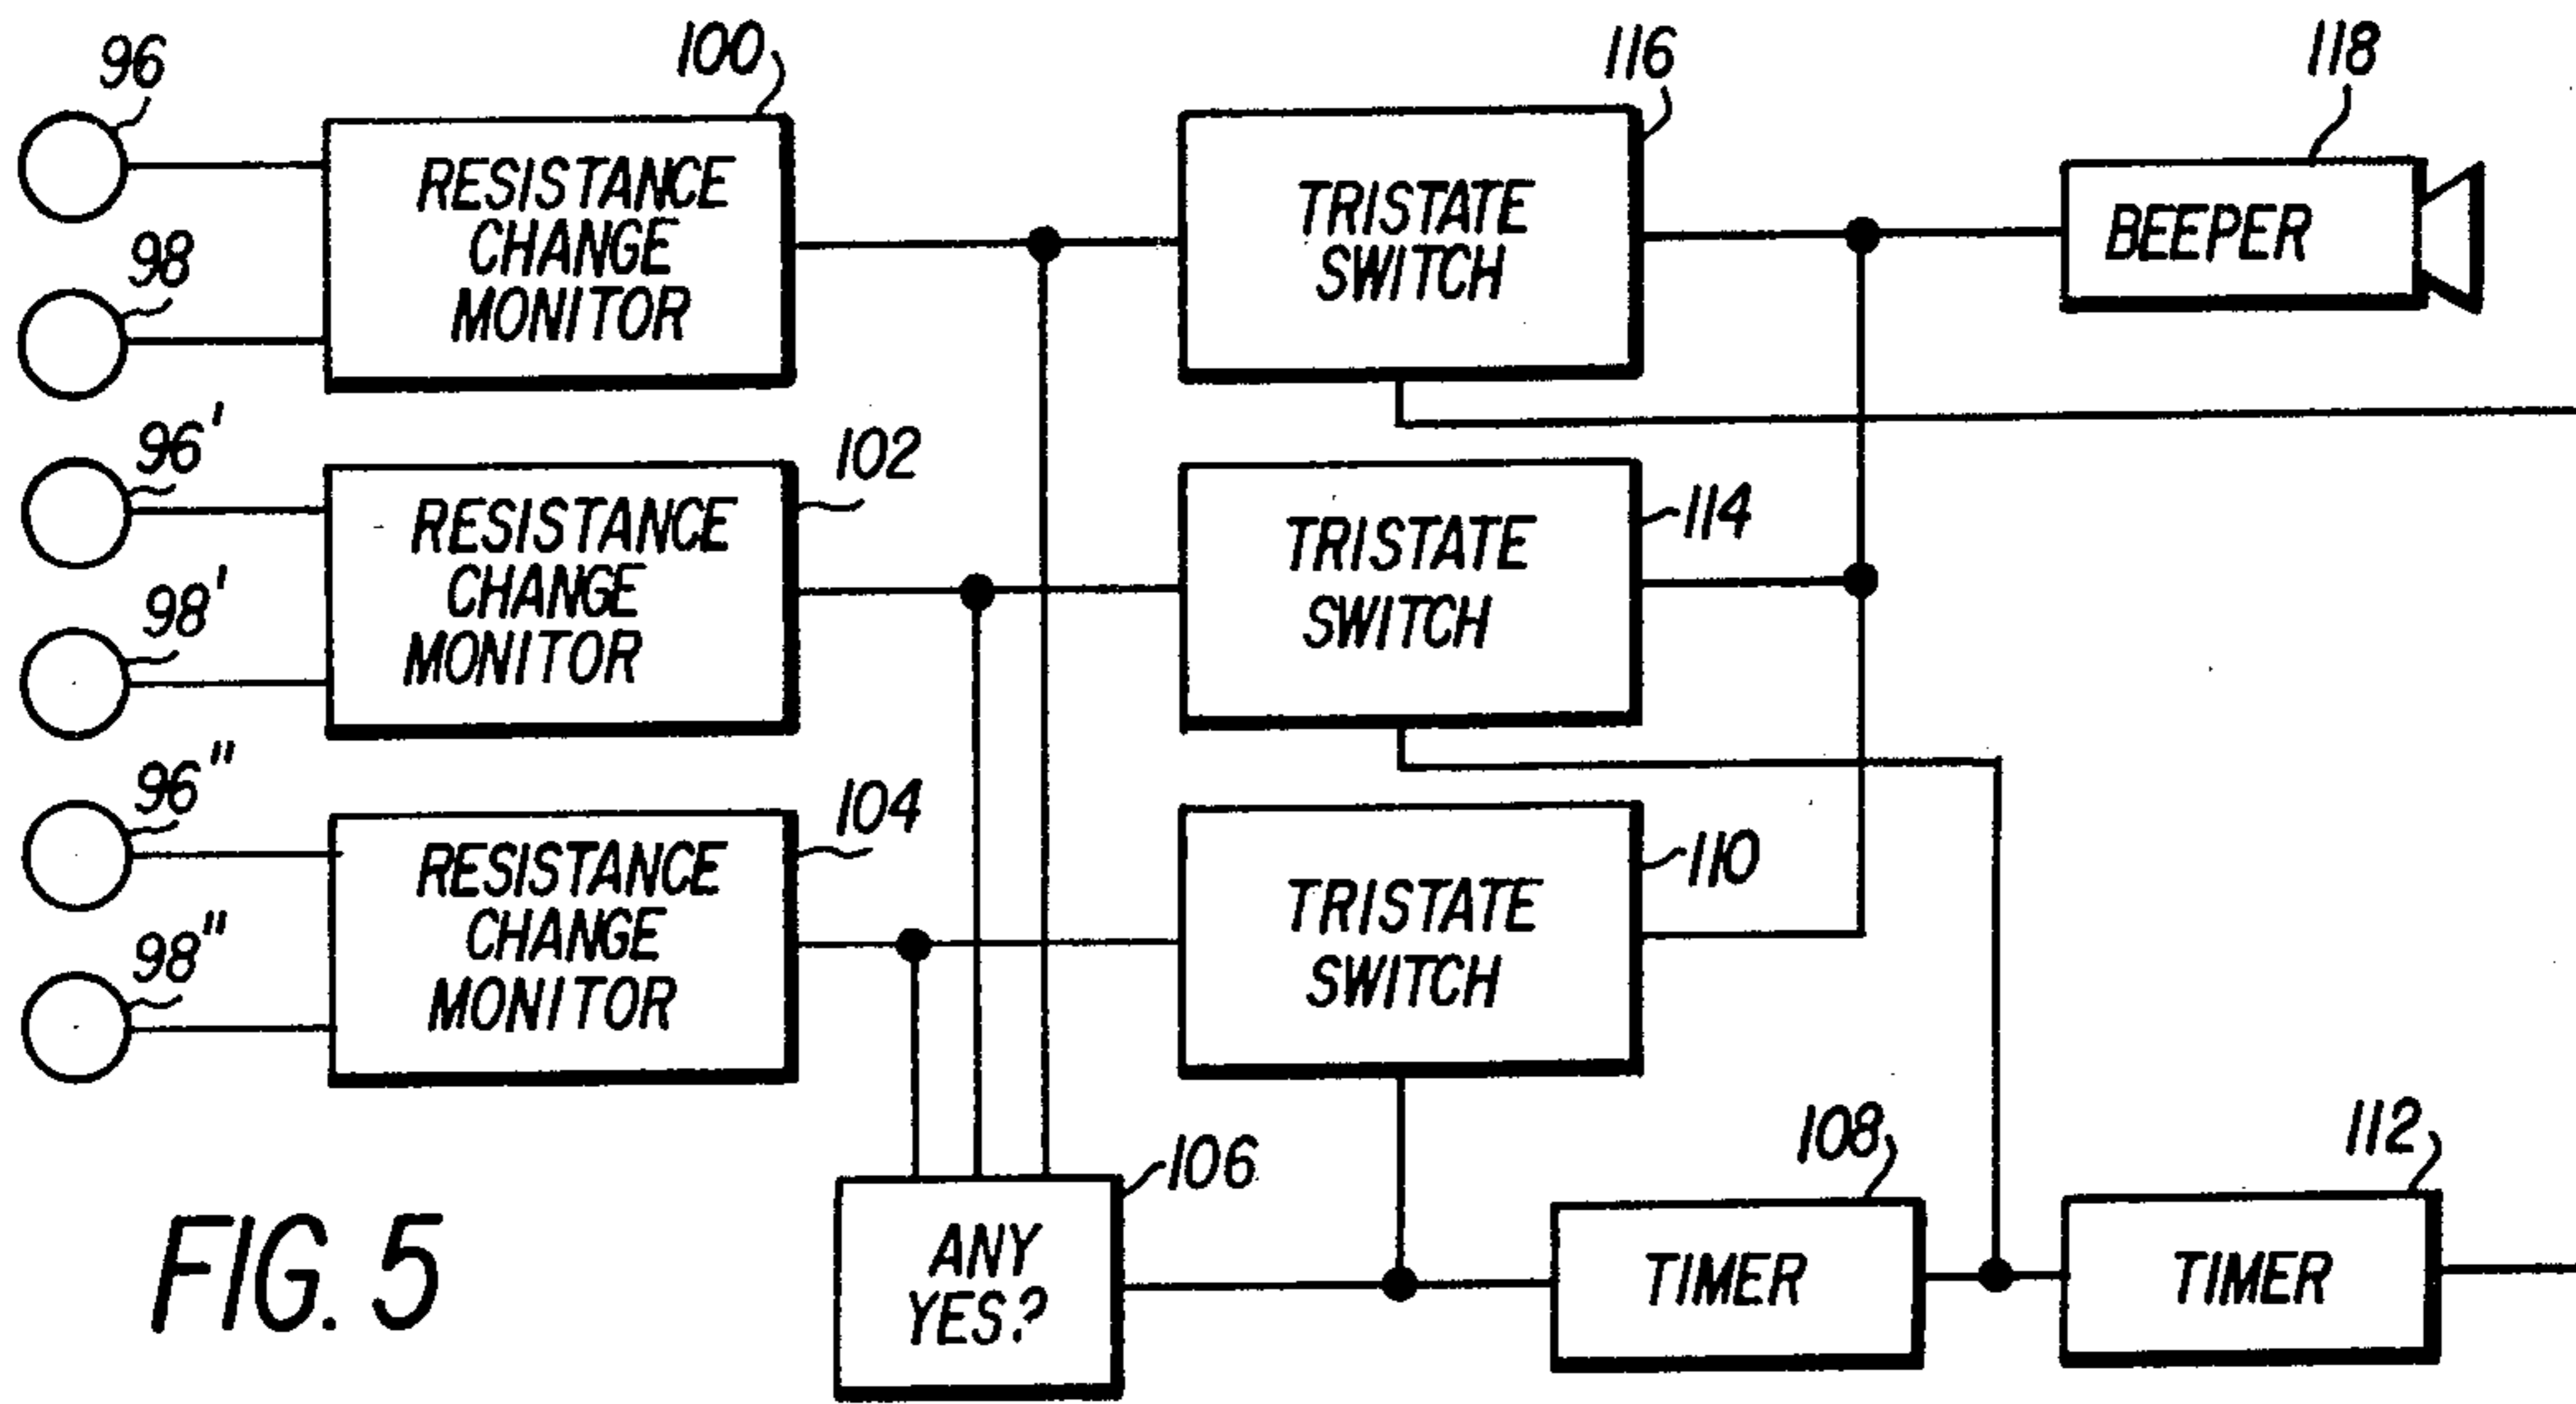 96
98
100
RESISTANCE
CHANGE
MONITOR
116
TRISTATE
SWITCH
118
BEEPER
96'
98'
102
RESISTANCE
CHANGE
MONITOR
114
TRISTATE
SWITCH
96"
98"
104
RESISTANCE
CHANGE
MONITOR
110
TRISTATE
SWITCH
106
ANY
YES?
108
TIMER
112
TIMER
FIG. 5